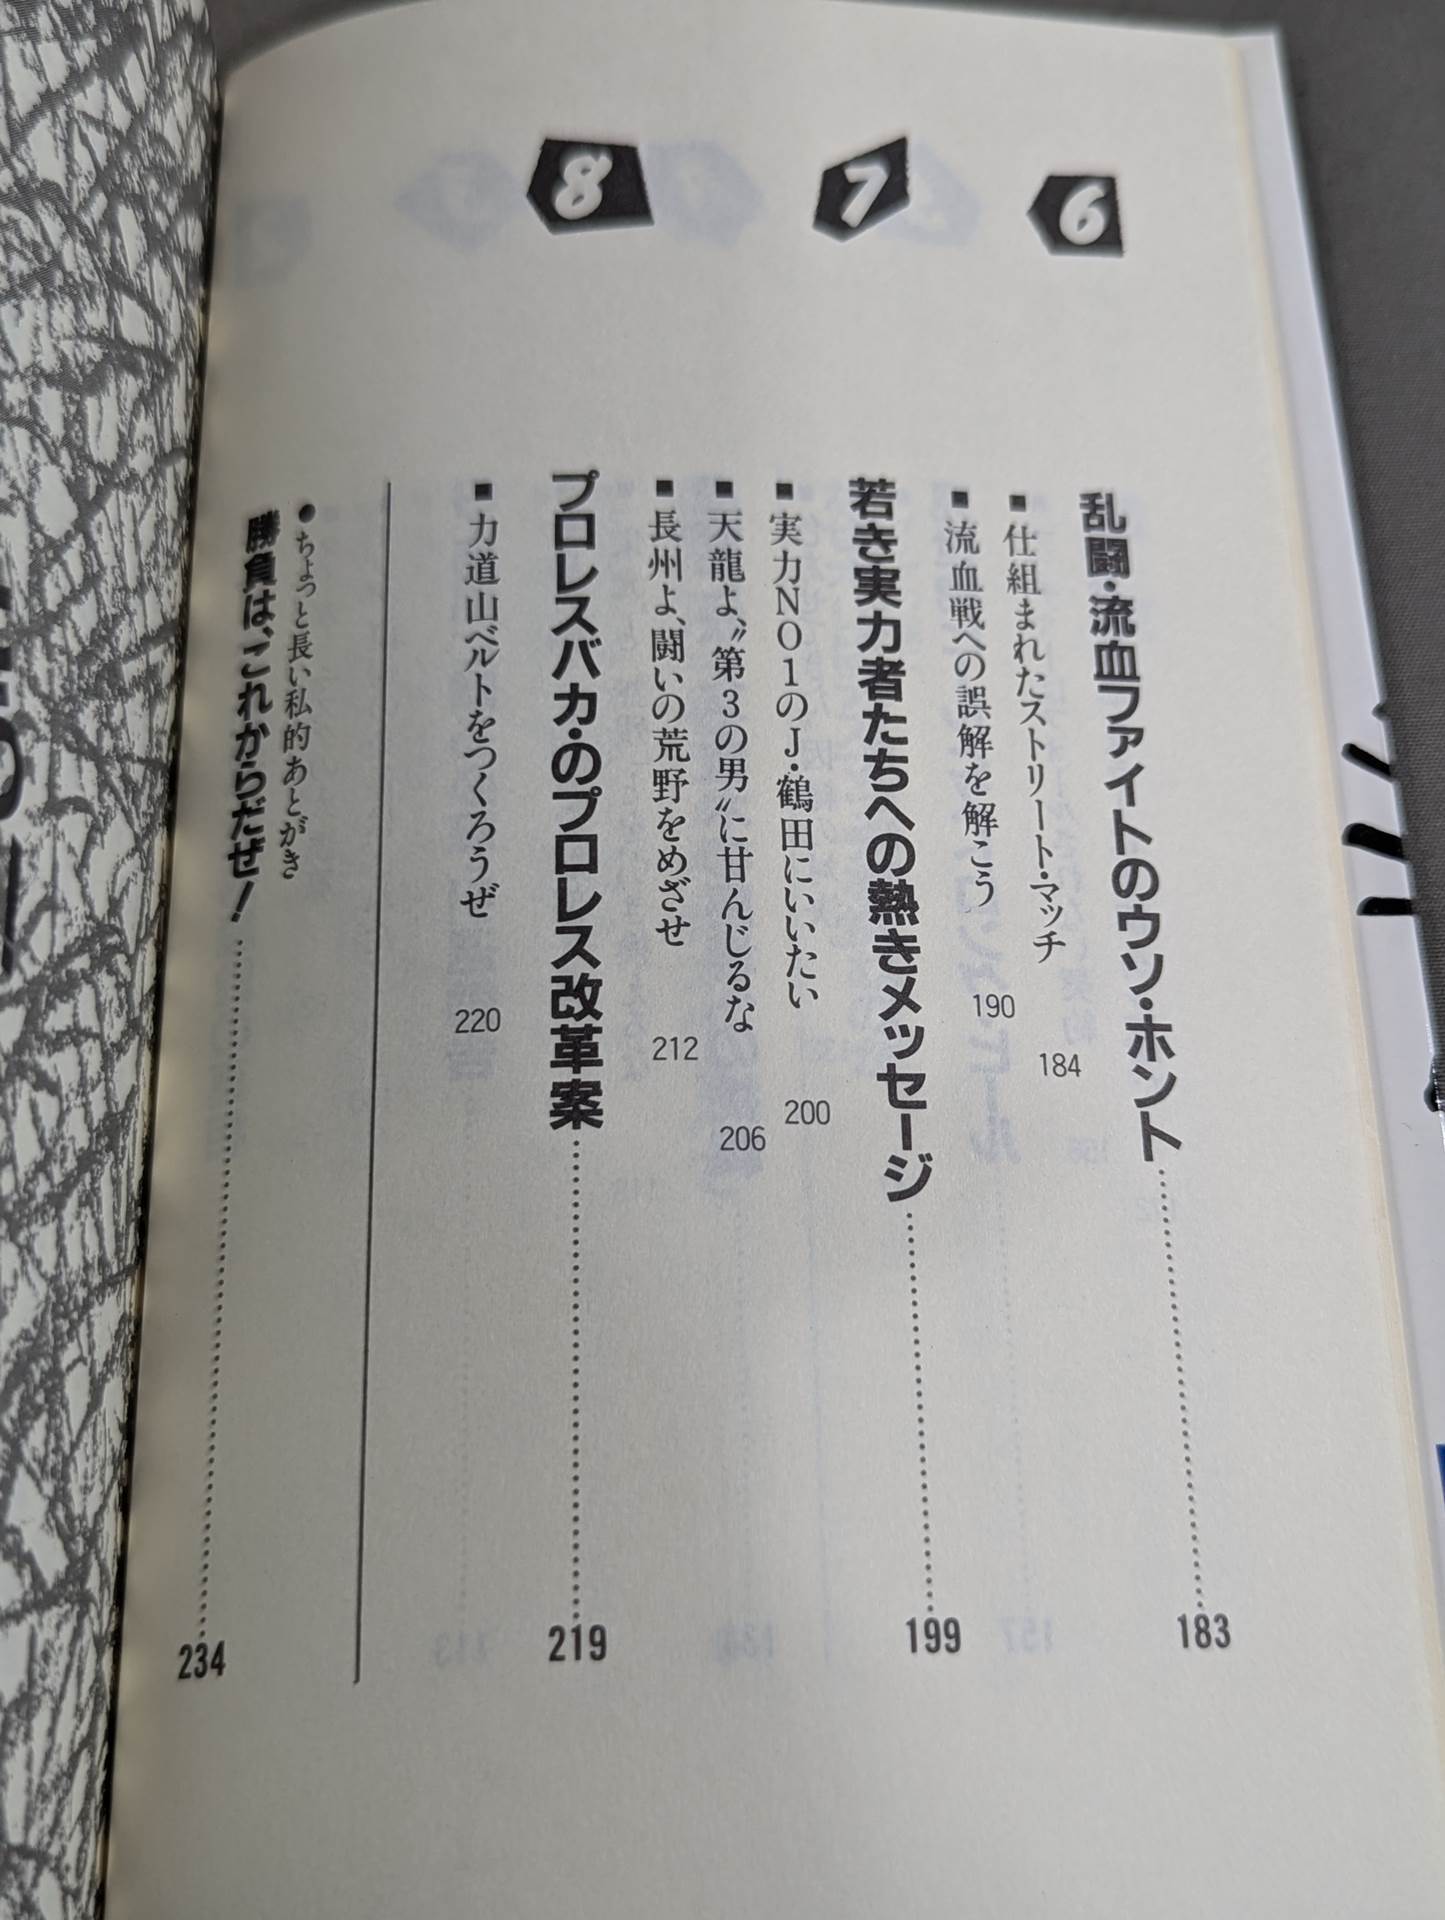 6
乱闘・流血ファイトのウソ・ホント 183
■仕組まれたストリート・マッチ 184
■流血戦への誤解を解こう 190
7
若き実力者たちへの熱きメッセージ 199
■実力NO1のJ・鶴田にいいたい 200
■天龍よ、〝第3の男〟に甘んじるな 206
■長州よ、闘いの荒野をめざせ 212
8
プロレスバカ・のプロレス改革案 219
■力道山ベルトをつくろうぜ 220
●ちょっと長い私的あとがき
勝負は、これからだぜ! 234